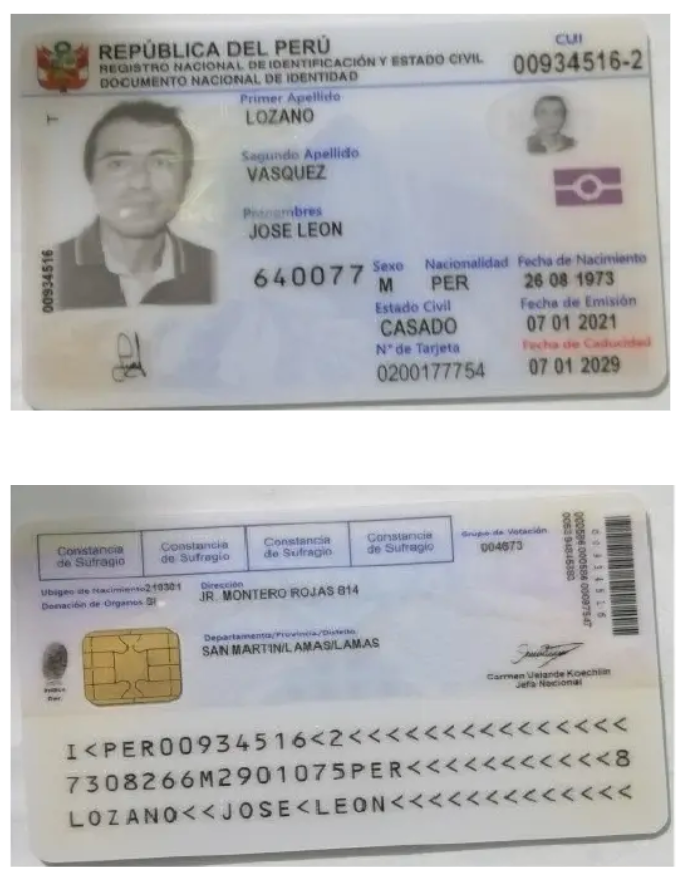 REPÚBLICA DEL PERÚ
REGISTRO NACIONAL DE IDENTIFICACIÓN Y ESTADO CIVIL
DOCUMENTO NACIONAL DE IDENTIDAD
CUI
00934516-2
T
00934516
Primer Apellido
LOZANO
Segundo Apellido
VASQUEZ
Prenombres
JOSE LEON
640077
Sexo
M
Nacionalidad
PER
Fecha de Nacimiento
26 08 1973
Estado Civil
CASADO
Fecha de Emisión
07 01 2021
N° de Tarjeta
0200177754
Fecha de Caducidad
07 01 2029
Constancia de Sufragio
Constancia de Sufragio
Constancia de Sufragio
Constancia de Sufragio
Grupo de Votación
004673
Ubigeo de Nacimiento
Donación de Organos SI
Dirección
JR. MONTERO ROJAS 814
Departamento/Provincia/Distrito
SAN MARTIN/LAMAS/LAMAS
Carmen Velarde Koechlin
Jefa Nacional
I<PER00934516<2<<<<<<<<<<<<<<<
7308266M2901075PER<<<<<<<<<<<8
LOZANO<<JOSE<LEON<<<<<<<<<<<<<